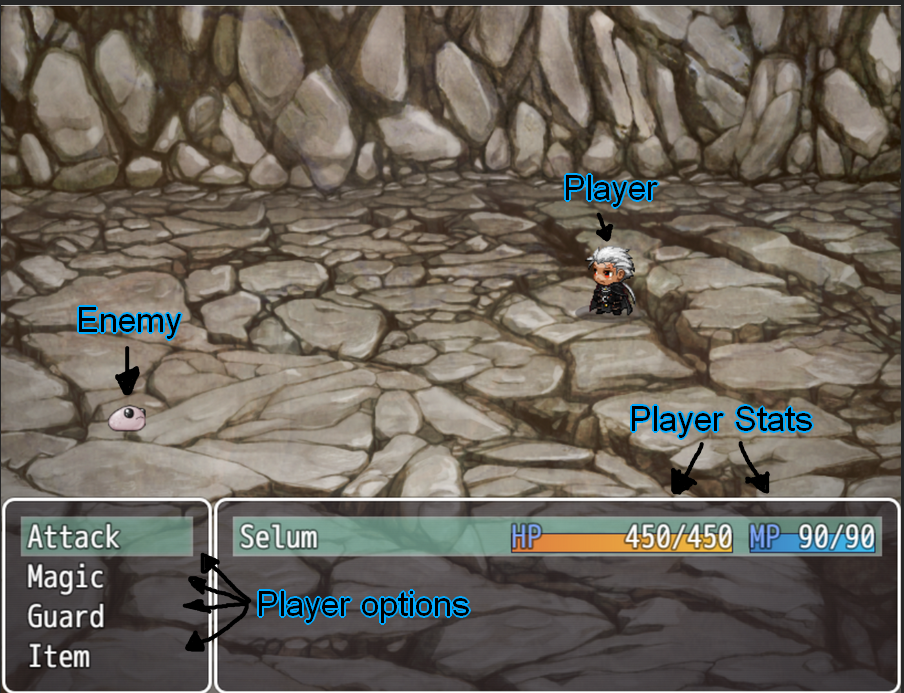 Player
Enemy
Player Stats
Attack
Selum HP 450/450 MP 90/90
Magic
Guard
Player options
Item